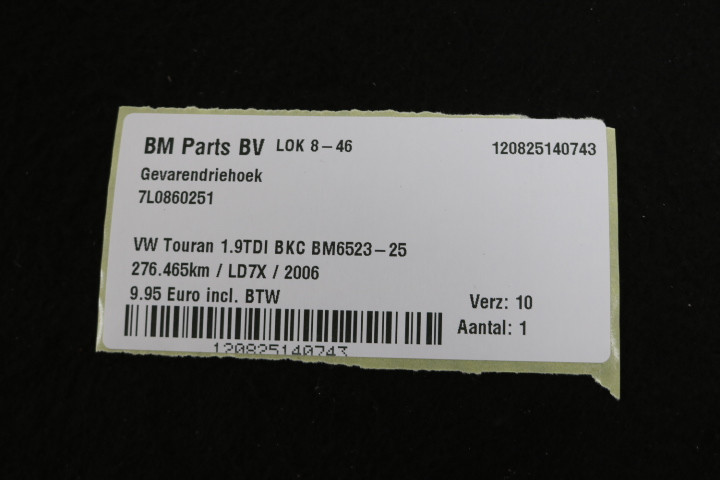 BM Parts BV LOK 8-46 120825140743
Gevarendriehoek
7L0860251
VW Touran 1.9TDI BKC BM6523-25
276.465km / LD7X / 2006
9.95 Euro incl. BTW
Verz: 10
Aantal: 1
120825140743